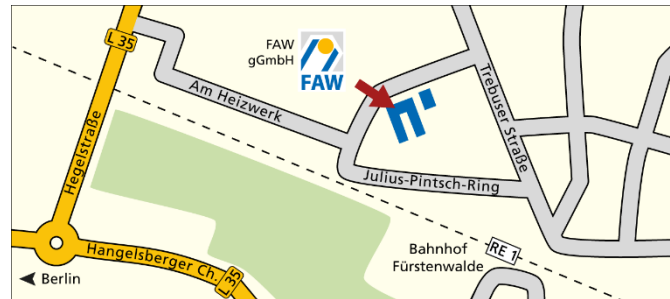 L 35
FAW
gGmbH
FAW
Am Heizwerk
Trebuser Straße
Hegelstraße
Julius-Pintsch-Ring
Hangelsberger Ch.
L35
RE 1
Bahnhof
Fürstenwalde
Berlin